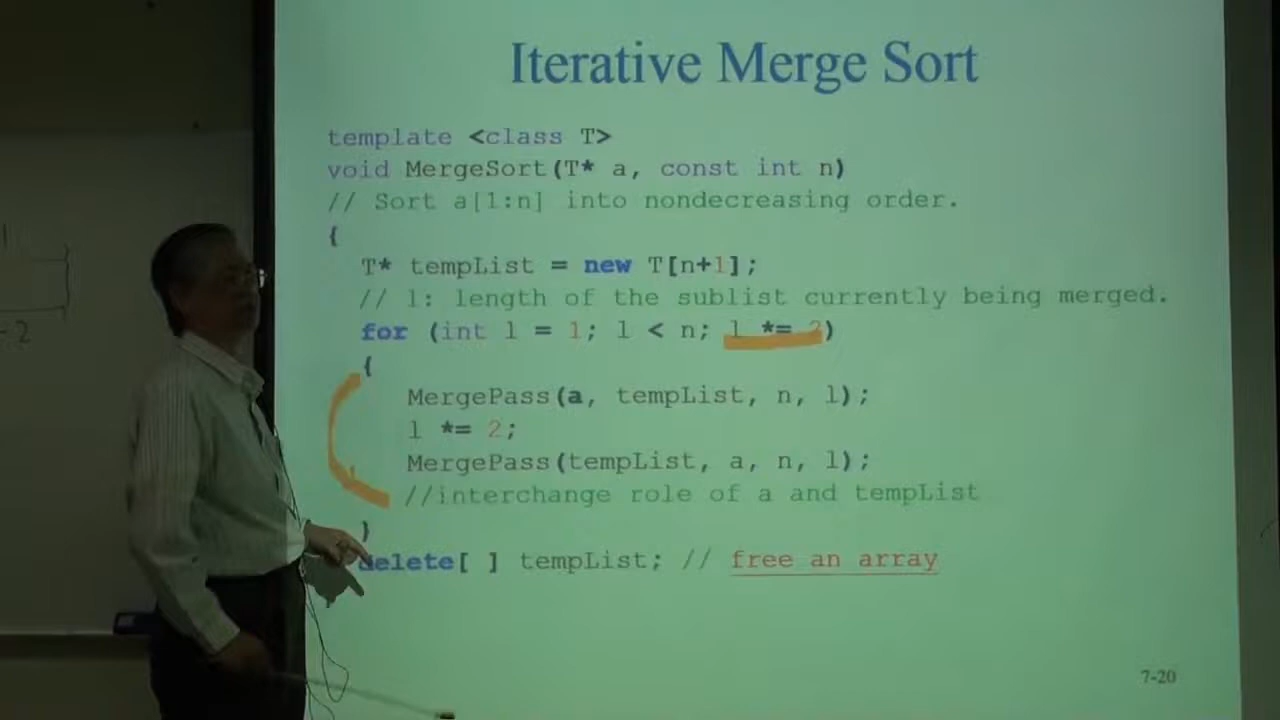 Iterative Merge Sort
template <class T>
void MergeSort(T* a, const int n)
// Sort a[1:n] into nondecreasing order.
{
T* tempList = new T[n+1];
// l: length of the sublist currently being merged.
for (int l = 1; l < n; l *= 2)
{
MergePass(a, tempList, n, l);
l *= 2;
MergePass(tempList, a, n, l);
//interchange role of a and tempList
}
delete[ ] tempList; // free an array
7-20